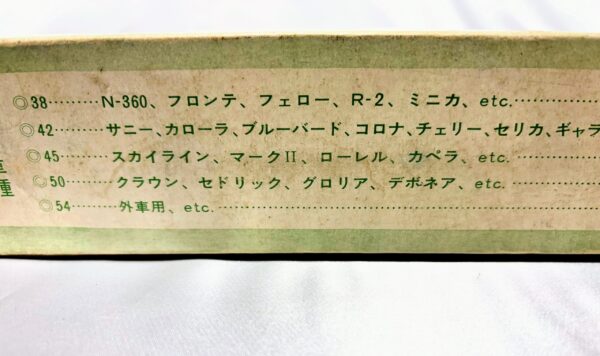 ◎38………N-360、フロンテ、フェロー、R-2、ミニカ、etc.………
◎42………サニー、カローラ、ブルーバード、コロナ、チェリー、セリカ、ギャラ
◎45………スカイライン、マークII、ローレル、カペラ、etc.………
◎50………クラウン、セドリック、グロリア、デボネア、etc.………
◎54………外車用、etc.………
種